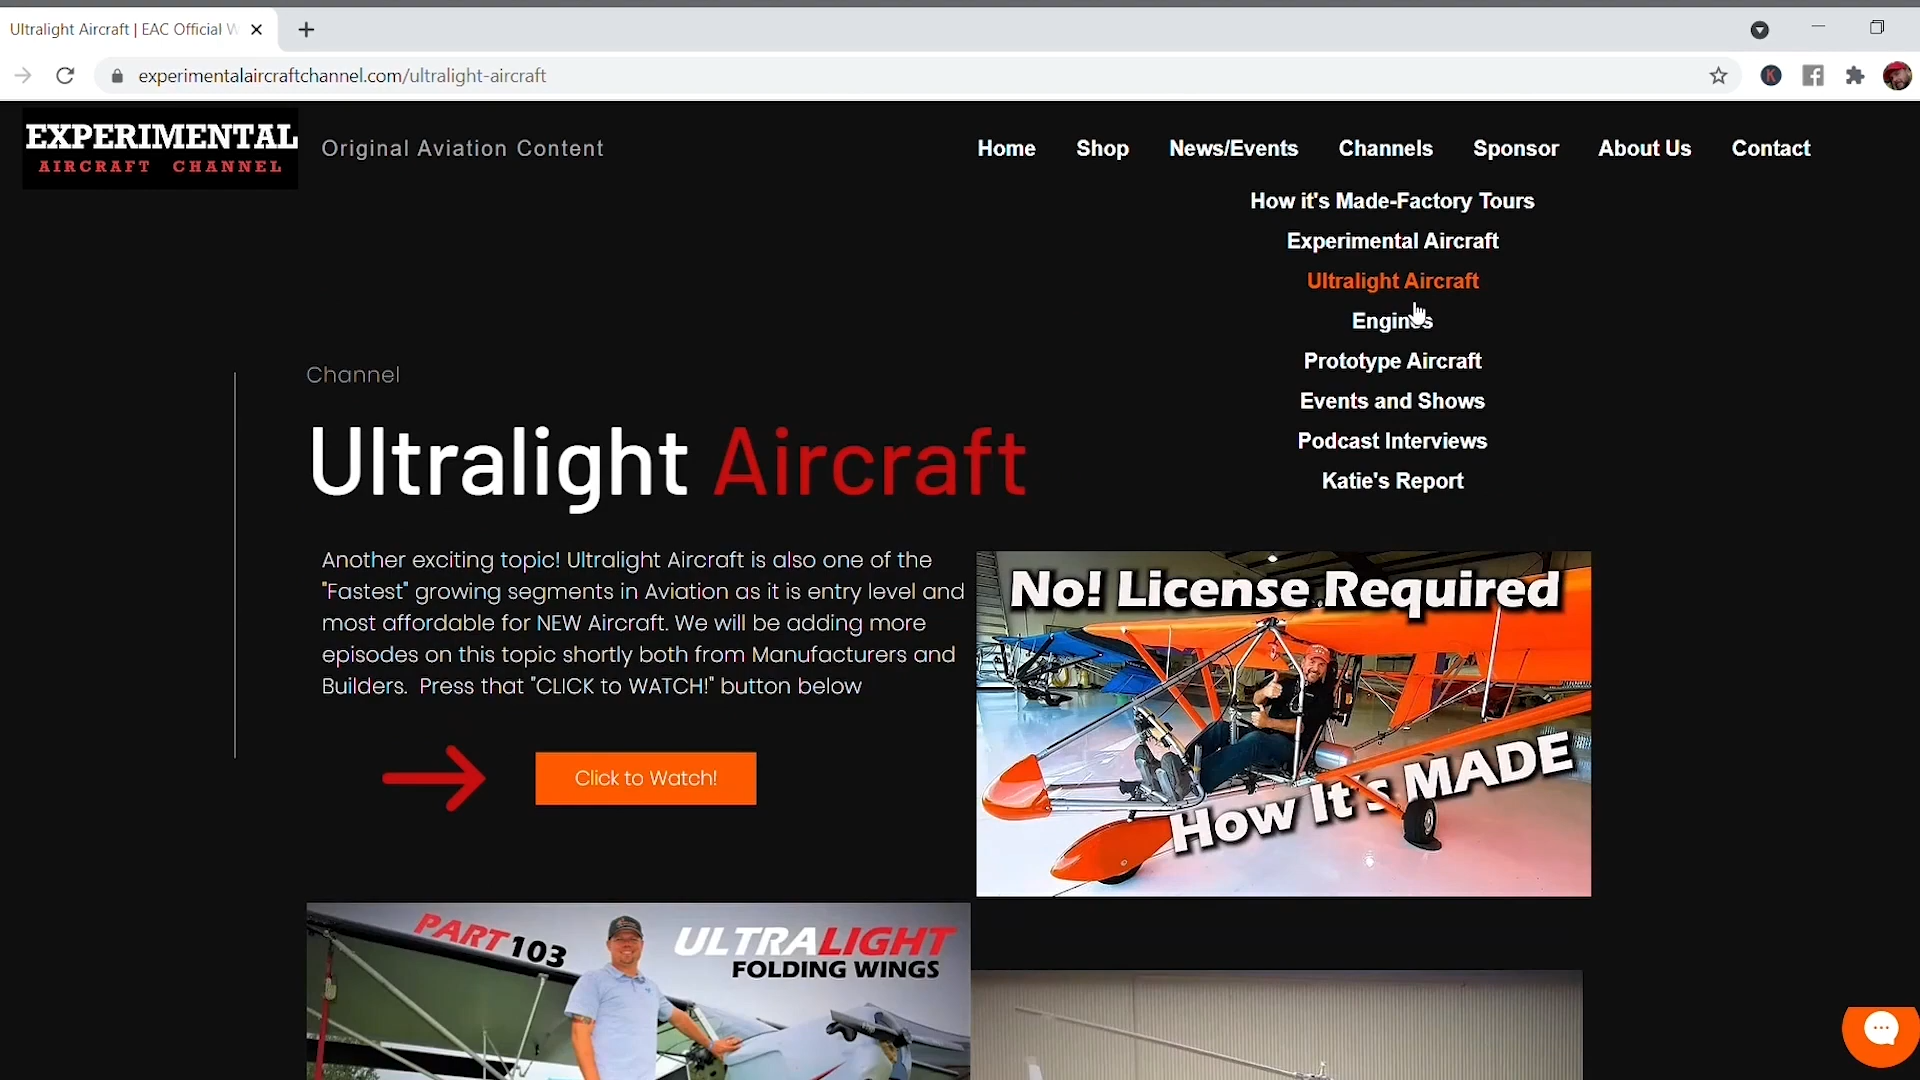 Ultralight Aircraft | EAC Official W
experimentalaircraftchannel.com/ultralight-aircraft
K
EXPERIMENTAL
AIRCRAFT CHANNEL
Original Aviation Content
Home
Shop
News/Events
Channels
Sponsor
About Us
Contact
How it's Made-Factory Tours
Experimental Aircraft
Ultralight Aircraft
Engines
Prototype Aircraft
Events and Shows
Podcast Interviews
Katie's Report
Channel
Ultralight Aircraft
Another exciting topic! Ultralight Aircraft is also one of the
"Fastest" growing segments in Aviation as it is entry level and
most affordable for NEW Aircraft. We will be adding more
episodes on this topic shortly both from Manufacturers and
Builders. Press that "CLICK to WATCH!" button below
Click to Watch!
No! License Required
How It's MADE
PART 103
ULTRALIGHT
FOLDING WINGS